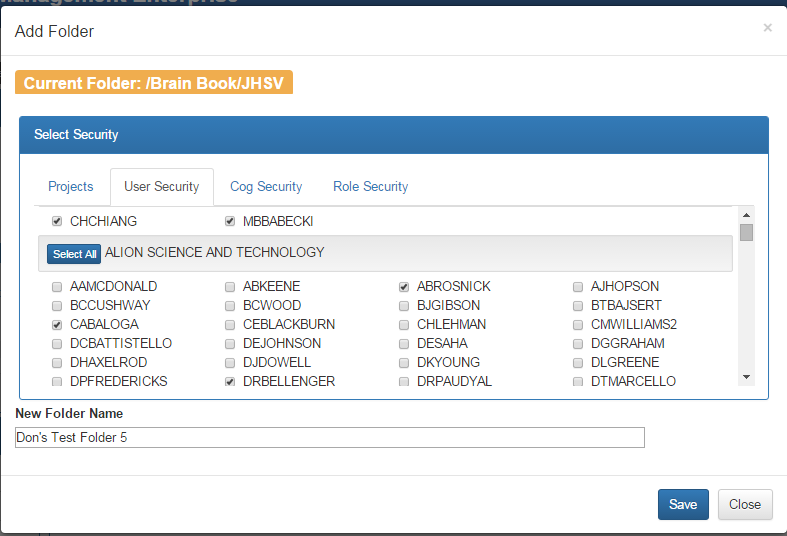 Management Enterprise
Add Folder ×
Current Folder: /Brain Book/JHSV
Select Security
Projects User Security Cog Security Role Security
CHCHIANG MBBABECKI
Select All ALION SCIENCE AND TECHNOLOGY
AAMCDONALD ABKEENE ABROSNICK AJHOPSON
BCCUSHWAY BCWOOD BJGIBSON BTBAJSERT
CABALOGA CEBLACKBURN CHLEHMAN CMWILLIAMS2
DCBATTISTELLO DEJOHNSON DESAHA DGGRAHAM
DHAXELROD DJDOWELL DKYOUNG DLGREENE
DPFREDERICKS DRBELLENGER DRPAUDYAL DTMARCELLO
New Folder Name
Don's Test Folder 5
Save Close